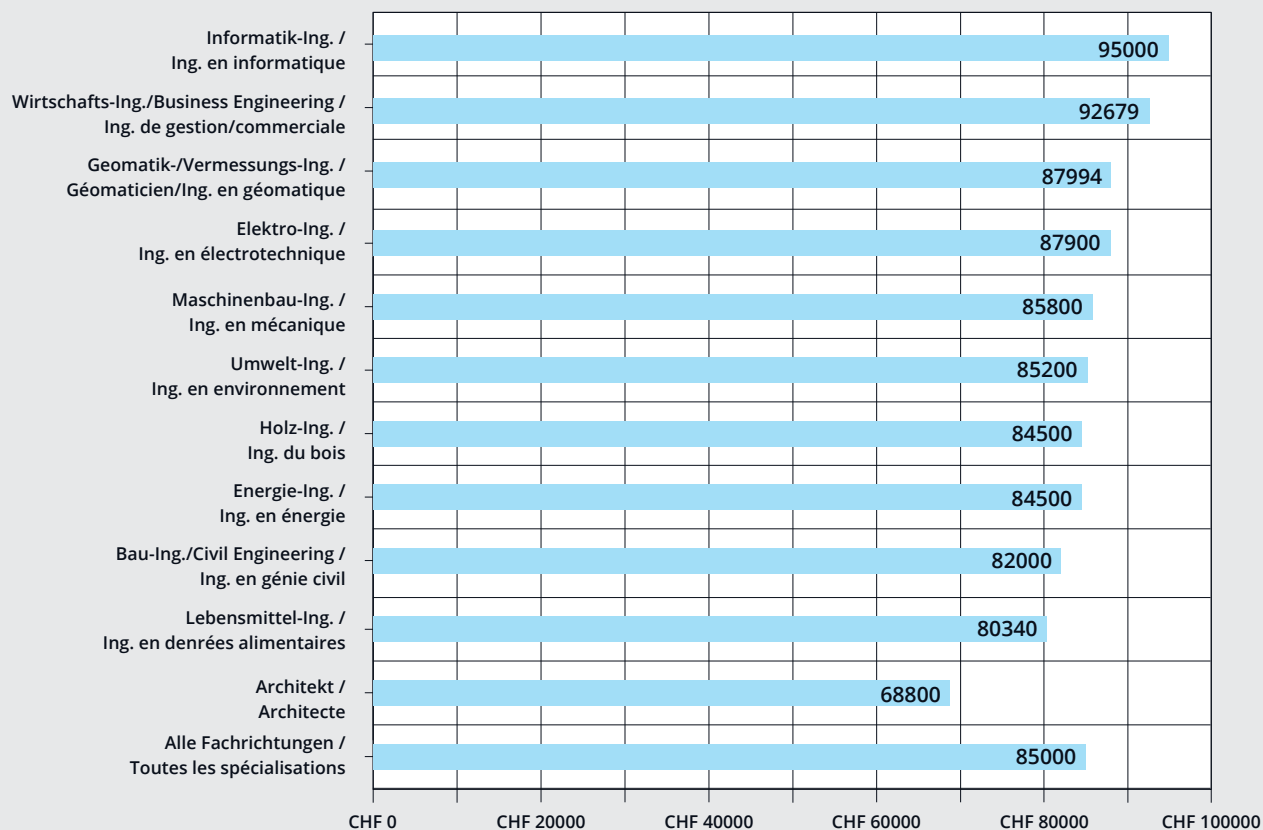 Informatik-Ing. /
Ing. en informatique
95000
Wirtschafts-Ing./Business Engineering /
Ing. de gestion/commerciale
92679
Geomatik-/Vermessungs-Ing. /
Géomaticien/Ing. en géomatique
87994
Elektro-Ing. /
Ing. en électrotechnique
87900
Maschinenbau-Ing. /
Ing. en mécanique
85800
Umwelt-Ing. /
Ing. en environnement
85200
Holz-Ing. /
Ing. du bois
84500
Energie-Ing. /
Ing. en énergie
84500
Bau-Ing./Civil Engineering /
Ing. en génie civil
82000
Lebensmittel-Ing. /
Ing. en denrées alimentaires
80340
Architekt /
Architecte
68800
Alle Fachrichtungen /
Toutes les spécialisations
85000
CHF 0 CHF 20000 CHF 40000 CHF 60000 CHF 80000 CHF 100000